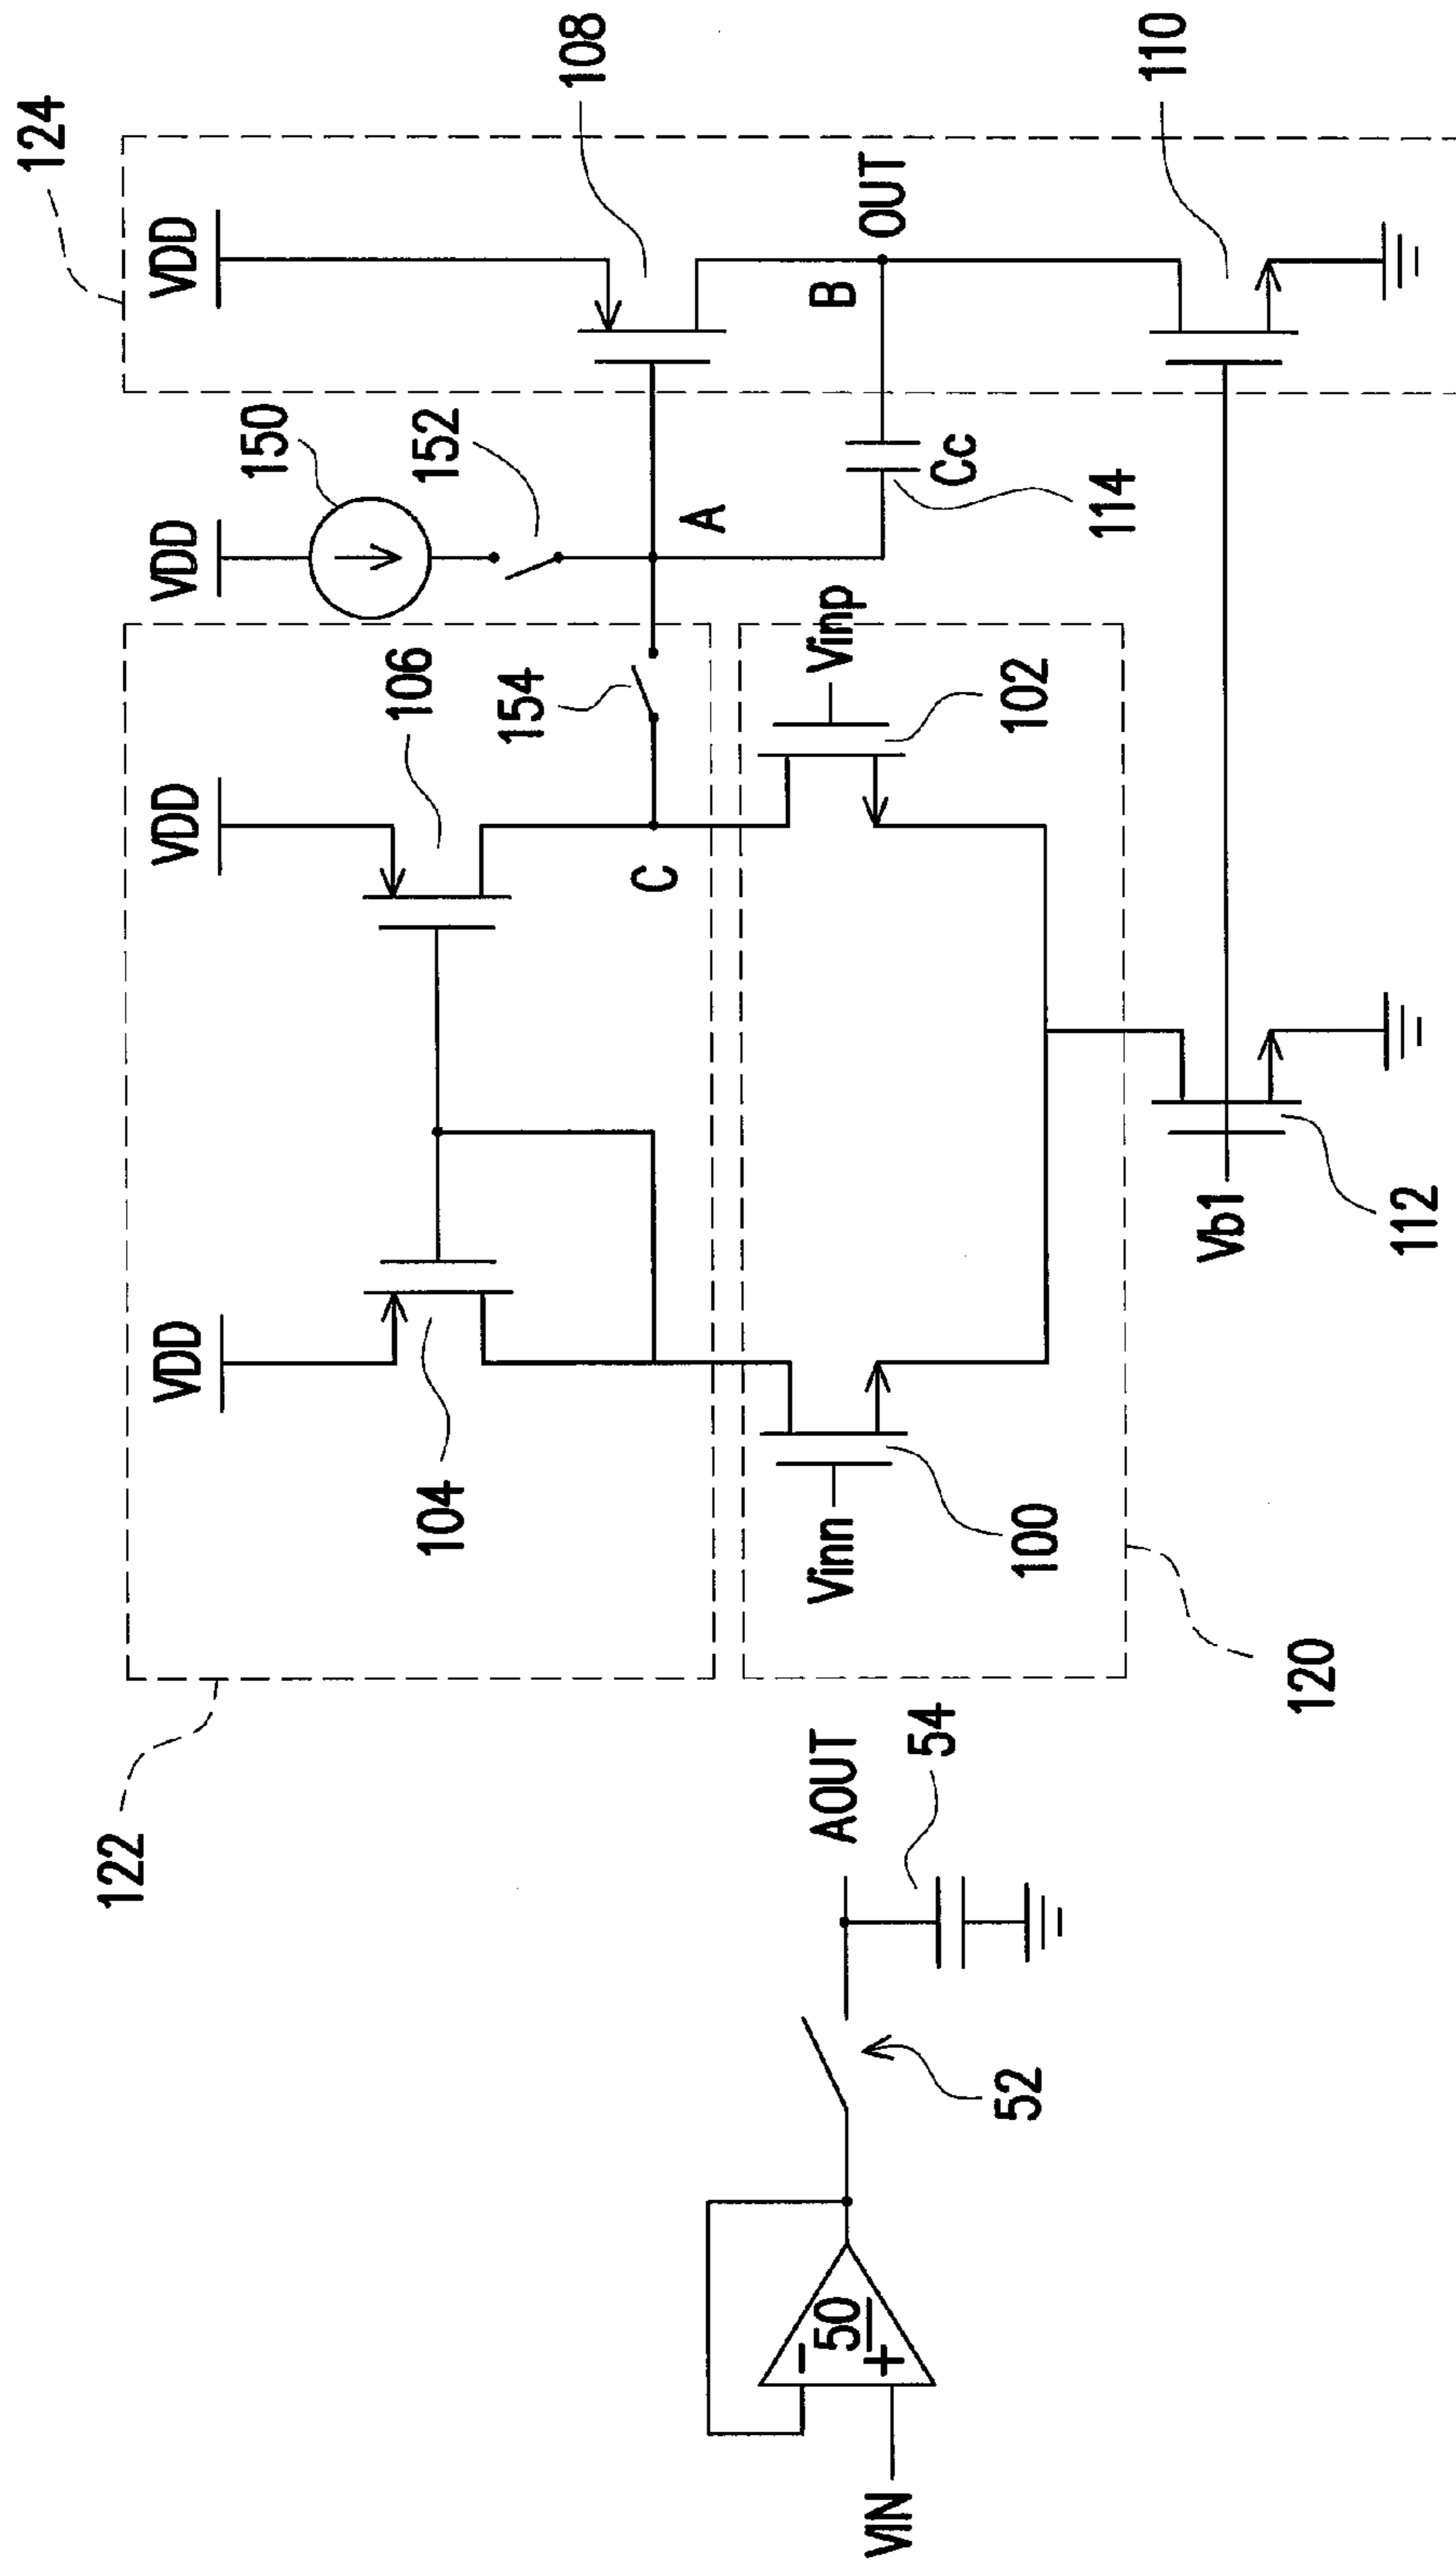 124
VDD
108
OUT
B
110
150
152
VDD
A
Cc
114
106
154
VDD
C
Vinp
102
VDD
104
Vinn
100
Vb1
112
122
120
AOUT
54
52
50
-
+
VIN